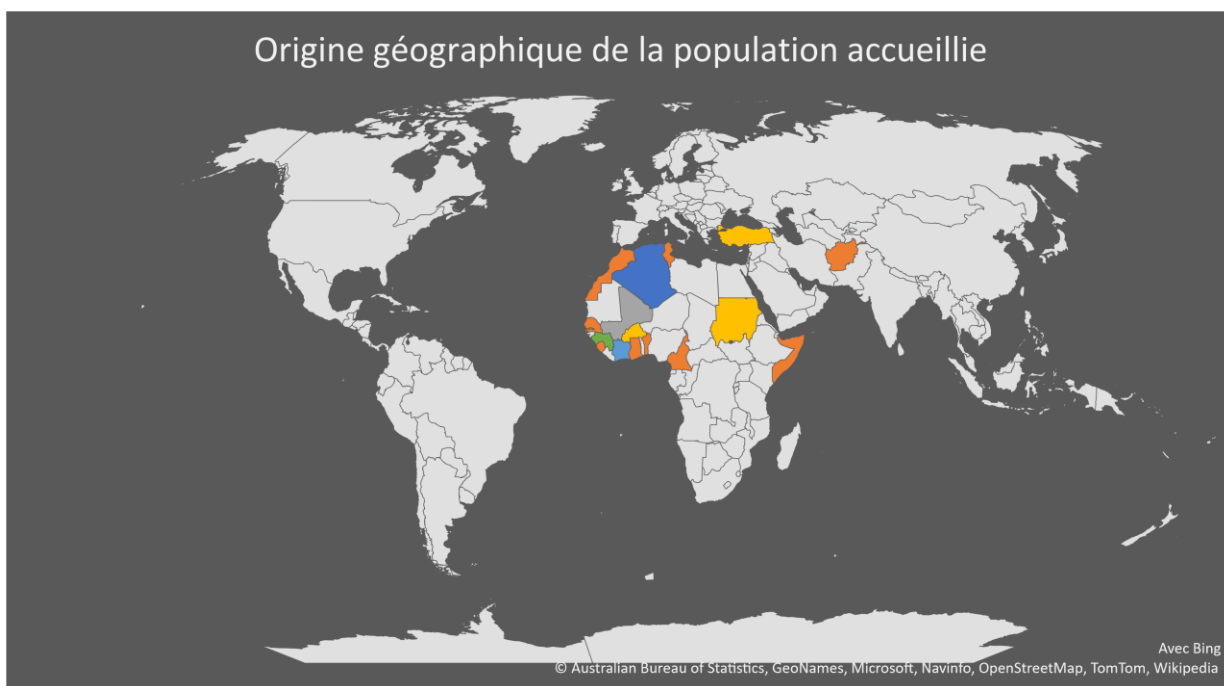 Origine géographique de la population accueillie
Avec Bing
© Australian Bureau of Statistics, GeoNames, Microsoft, Navinfo, OpenStreetMap, TomTom, Wikipedia